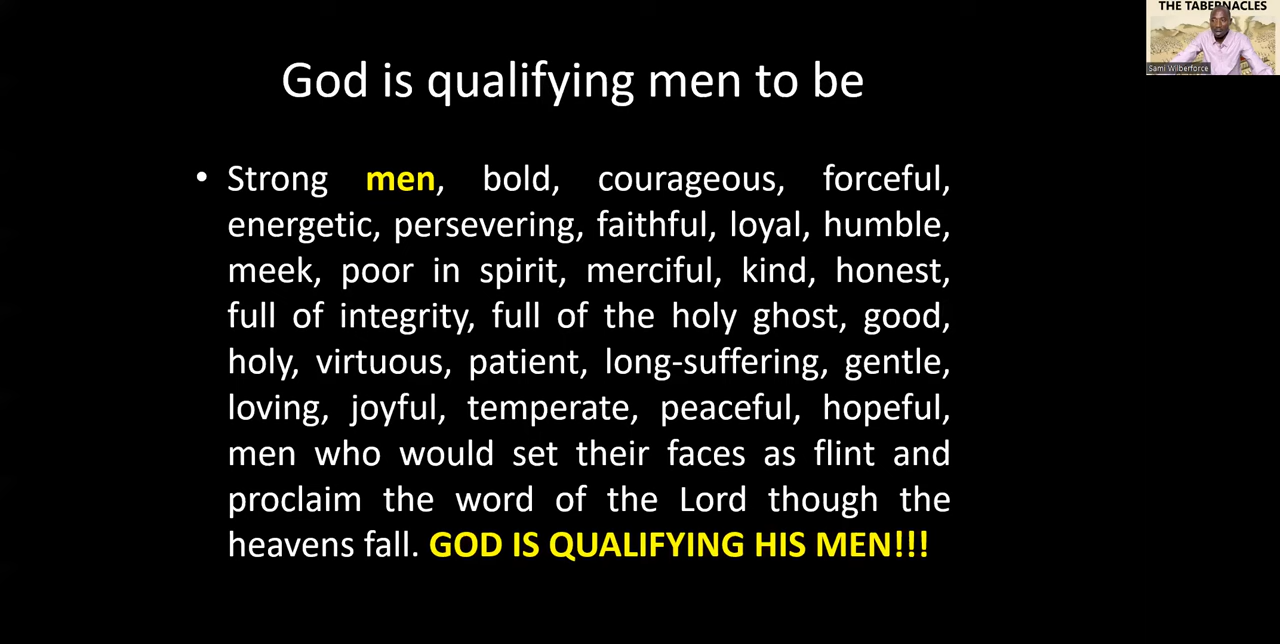 THE TABERNACLES
Sami Wilberforce
God is qualifying men to be
• Strong men, bold, courageous, forceful,
energetic, persevering, faithful, loyal, humble,
meek, poor in spirit, merciful, kind, honest,
full of integrity, full of the holy ghost, good,
holy, virtuous, patient, long-suffering, gentle,
loving, joyful, temperate, peaceful, hopeful,
men who would set their faces as flint and
proclaim the word of the Lord though the
heavens fall. GOD IS QUALIFYING HIS MEN!!!